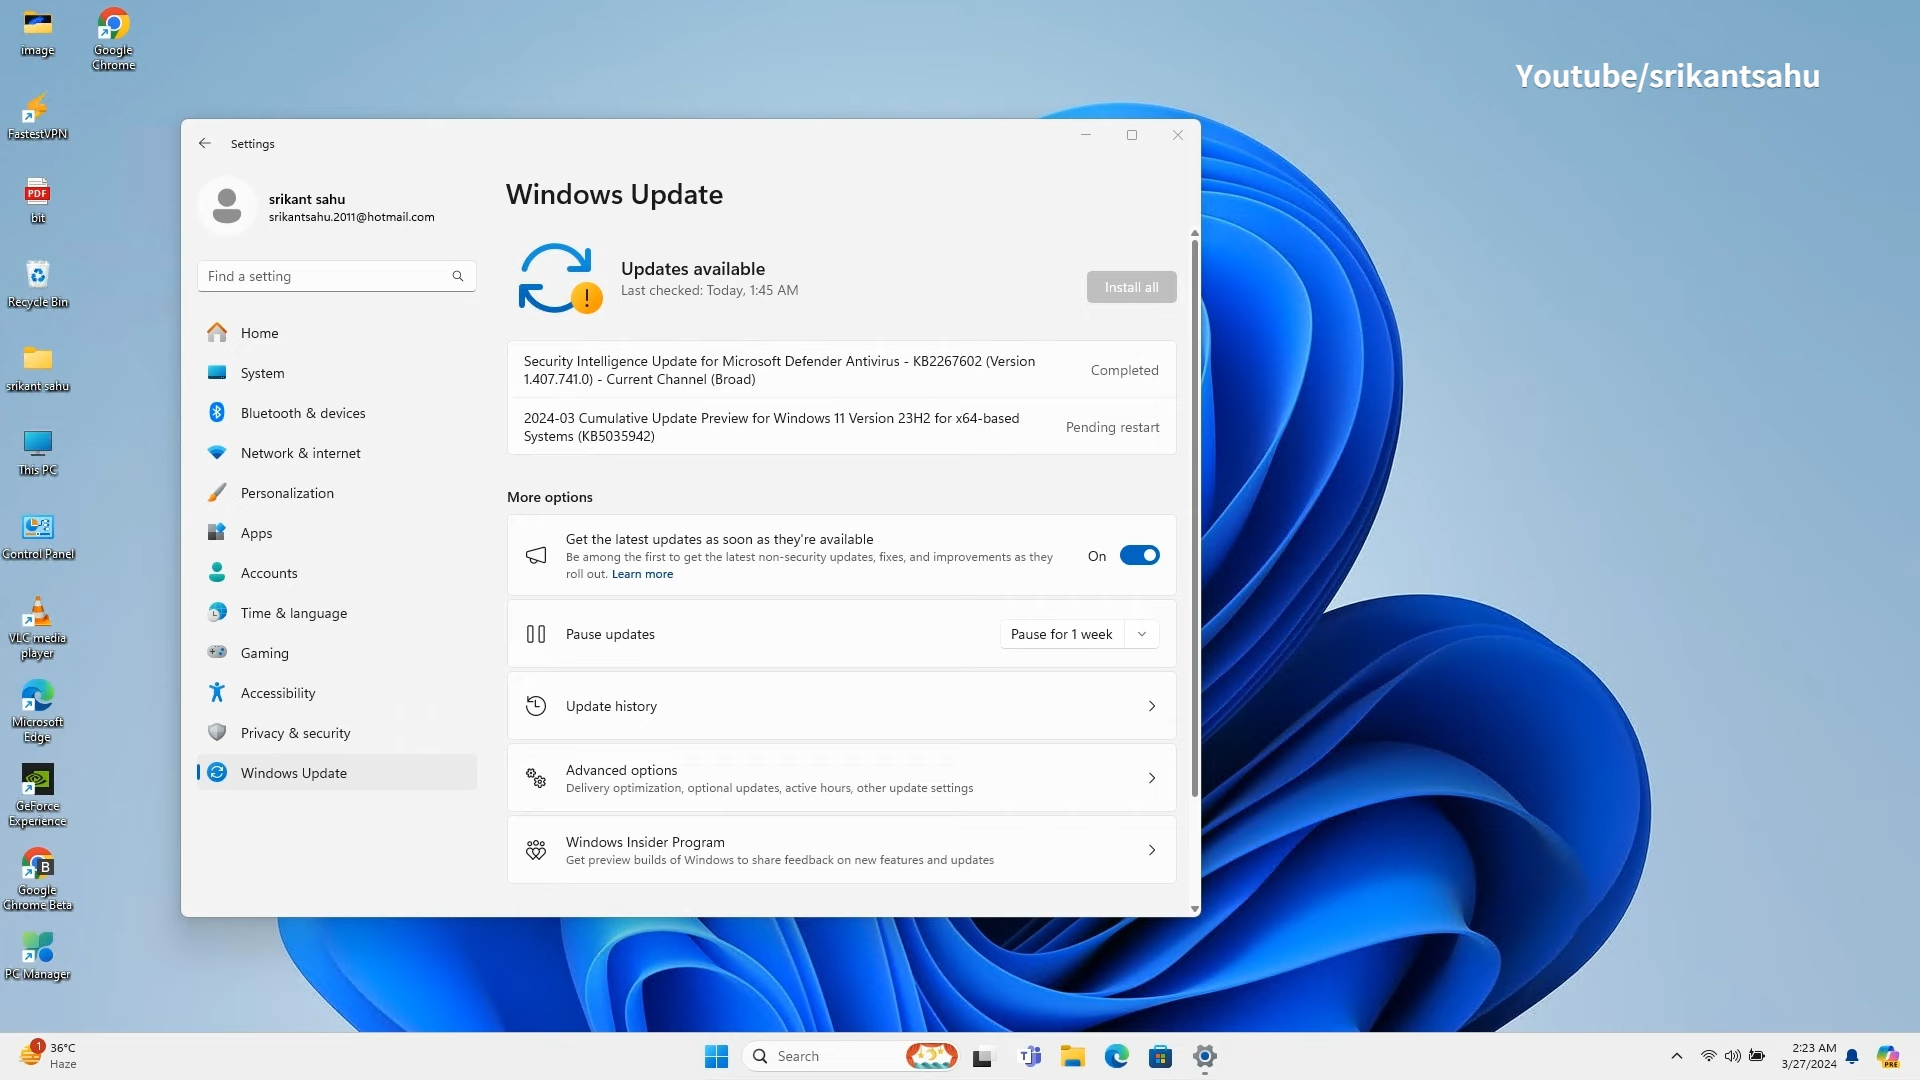 image
Google
Chrome
Youtube/srikantsahu
FastestVPN
PDF
bit
Recycle Bin
srikant sahu
This PC
Control Panel
VLC media
player
Microsoft
Edge
GeForce
Experience
B
Google
Chrome Beta
PC Manager
Settings
srikant sahu
srikantsahu.2011@hotmail.com
Find a setting
Home
System
Bluetooth & devices
Network & internet
Personalization
Apps
Accounts
Time & language
Gaming
Accessibility
Privacy & security
Windows Update
Windows Update
Updates available
Last checked: Today, 1:45 AM
Install all
Security Intelligence Update for Microsoft Defender Antivirus - KB2267602 (Version
1.407.741.0) - Current Channel (Broad)
Completed
2024-03 Cumulative Update Preview for Windows 11 Version 23H2 for x64-based
Systems (KB5035942)
Pending restart
More options
Get the latest updates as soon as they're available
Be among the first to get the latest non-security updates, fixes, and improvements as they
roll out. Learn more
On
Pause updates
Pause for 1 week
Update history
Advanced options
Delivery optimization, optional updates, active hours, other update settings
Windows Insider Program
Get preview builds of Windows to share feedback on new features and updates
1
36°C
Haze
Search
2:23 AM
3/27/2024
PRE